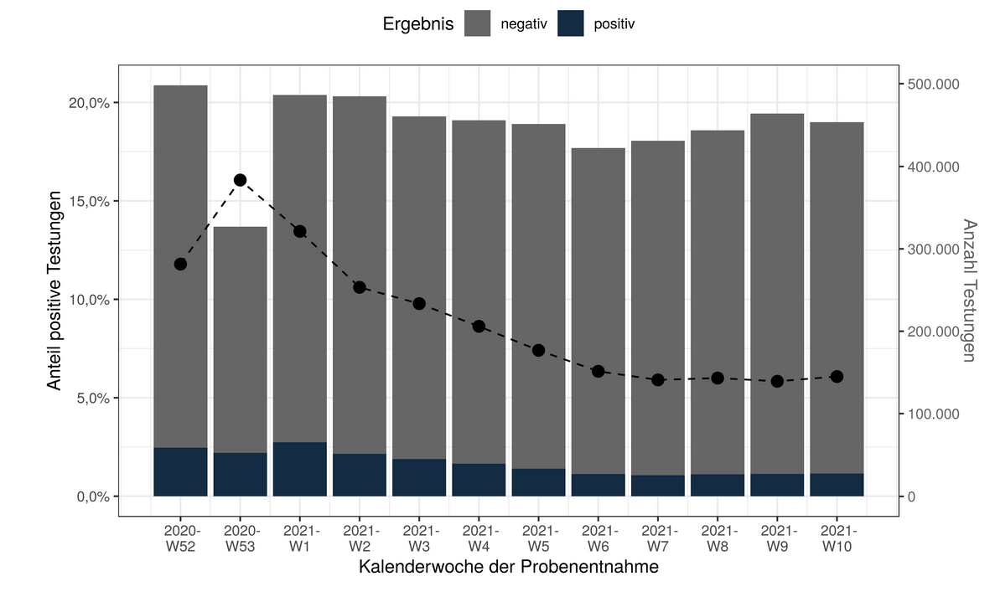 Ergebnis negativ positiv
Anteil positive Testungen
20,0%
15,0%
10,0%
5,0%
0,0%
500.000
400.000
300.000
200.000
100.000
0
Anzahl Testungen
2020- 2020- 2021- 2021- 2021- 2021- 2021- 2021- 2021- 2021- 2021- 2021-
W52 W53 W1 W2 W3 W4 W5 W6 W7 W8 W9 W10
Kalenderwoche der Probenentnahme